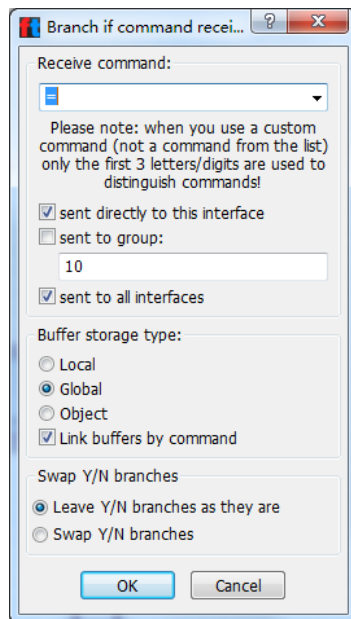 Branch if command recei...
Receive command:
=
Please note: when you use a custom
command (not a command from the list)
only the first 3 letters/digits are used to
distinguish commands!
sent directly to this interface
sent to group:
10
sent to all interfaces
Buffer storage type:
Local
Global
Object
Link buffers by command
Swap Y/N branches
Leave Y/N branches as they are
Swap Y/N branches
OK Cancel